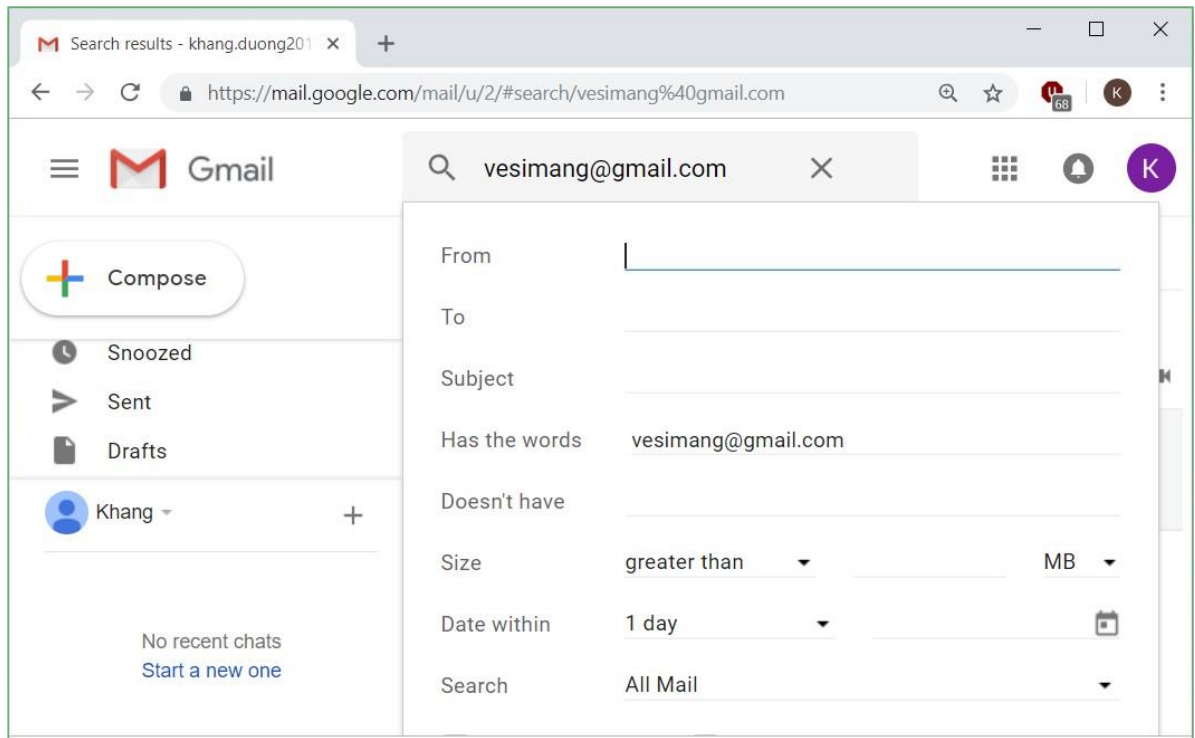 Search results - khang.duong201
https://mail.google.com/mail/u/2/#search/vesimang%40gmail.com
68
K
Gmail
vesimang@gmail.com
K
Compose
Snoozed
Sent
Drafts
Khang
No recent chats
Start a new one
From
To
Subject
Has the words vesimang@gmail.com
Doesn't have
Size greater than MB
Date within 1 day
Search All Mail